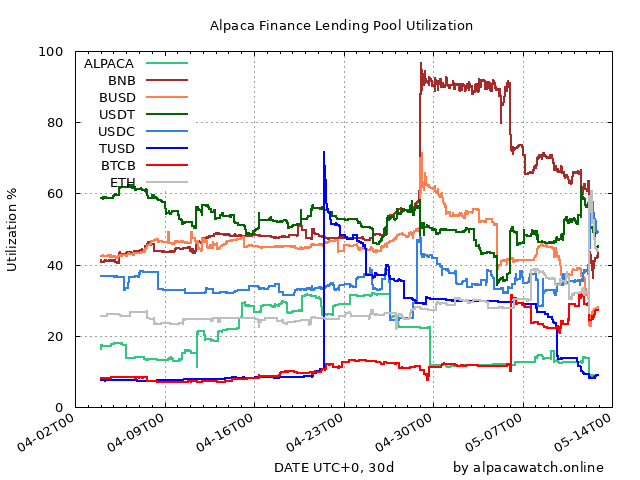 Alpaca Finance Lending Pool Utilization
100
80
60
40
20
0
Utilization %
ALPACA
BNB
BUSD
USDT
USDC
TUSD
BTCB
ETH
04-02T00
04-09T00
04-16T00
04-23T00
04-30T00
05-07T00
05-14T00
DATE UTC+0, 30d
by alpacawatch.online